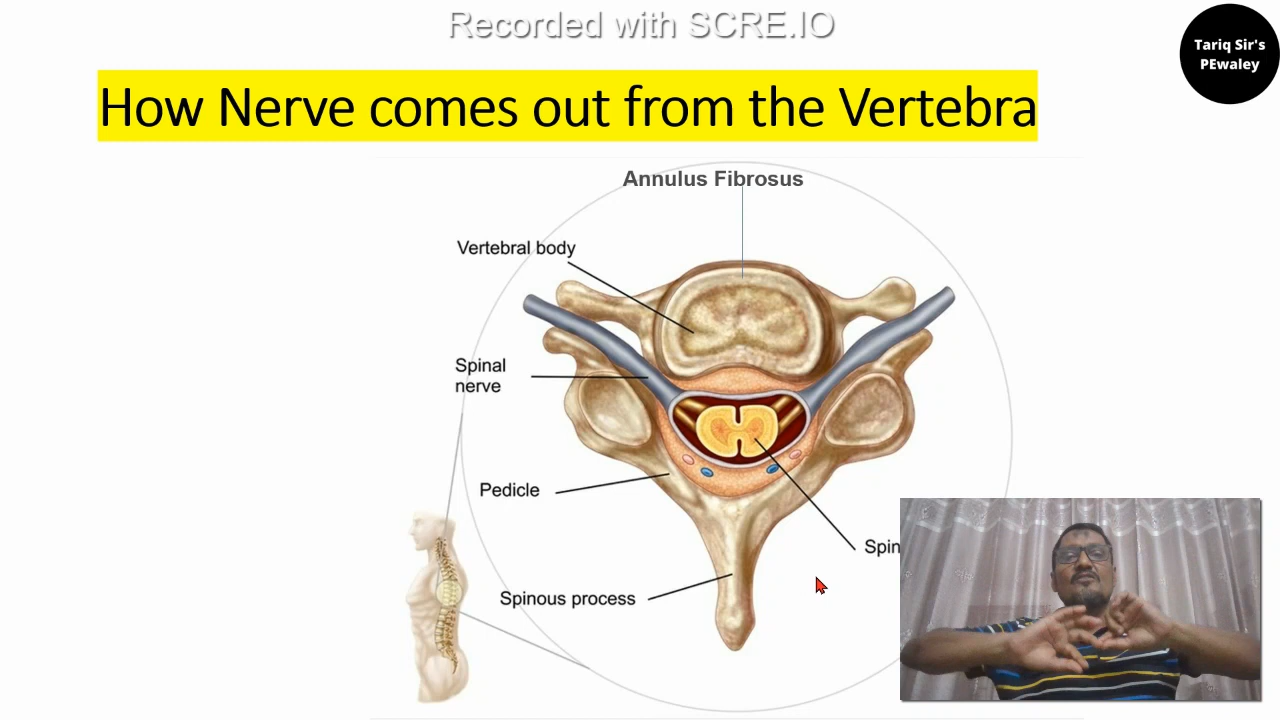 Recorded with SCRE.IO
Tariq Sir's
PEwaley
How Nerve comes out from the Vertebra
Annulus Fibrosus
Vertebral body
Spinal
nerve
Pedicle
Spin
Spinous process